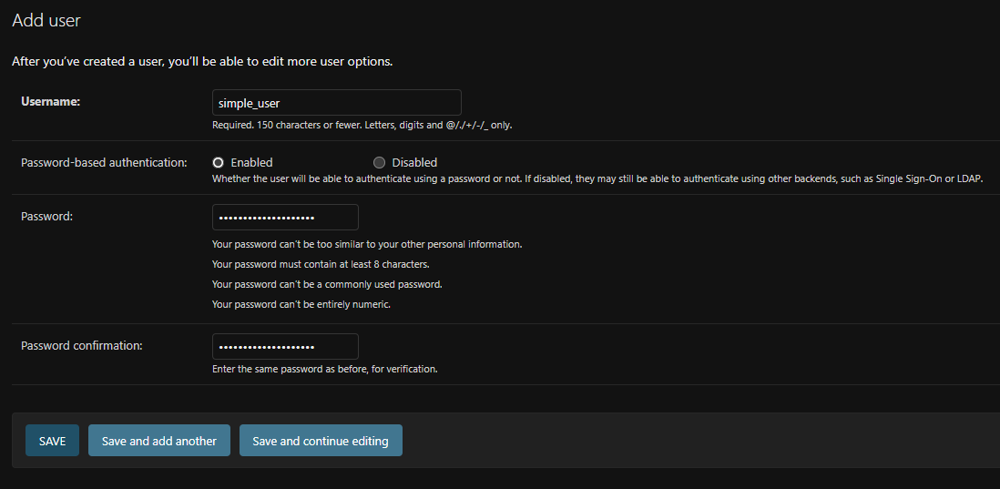 Add user
After you've created a user, you'll be able to edit more user options.
Username:
simple_user
Required. 150 characters or fewer. Letters, digits and @/./+/-/_ only.
Password-based authentication:
Enabled
Disabled
Whether the user will be able to authenticate using a password or not. If disabled, they may still be able to authenticate using other backends, such as Single Sign-On or LDAP.
Password:
••••••••••••••••••••
Your password can't be too similar to your other personal information.
Your password must contain at least 8 characters.
Your password can't be a commonly used password.
Your password can't be entirely numeric.
Password confirmation:
••••••••••••••••••••
Enter the same password as before, for verification.
SAVE
Save and add another
Save and continue editing